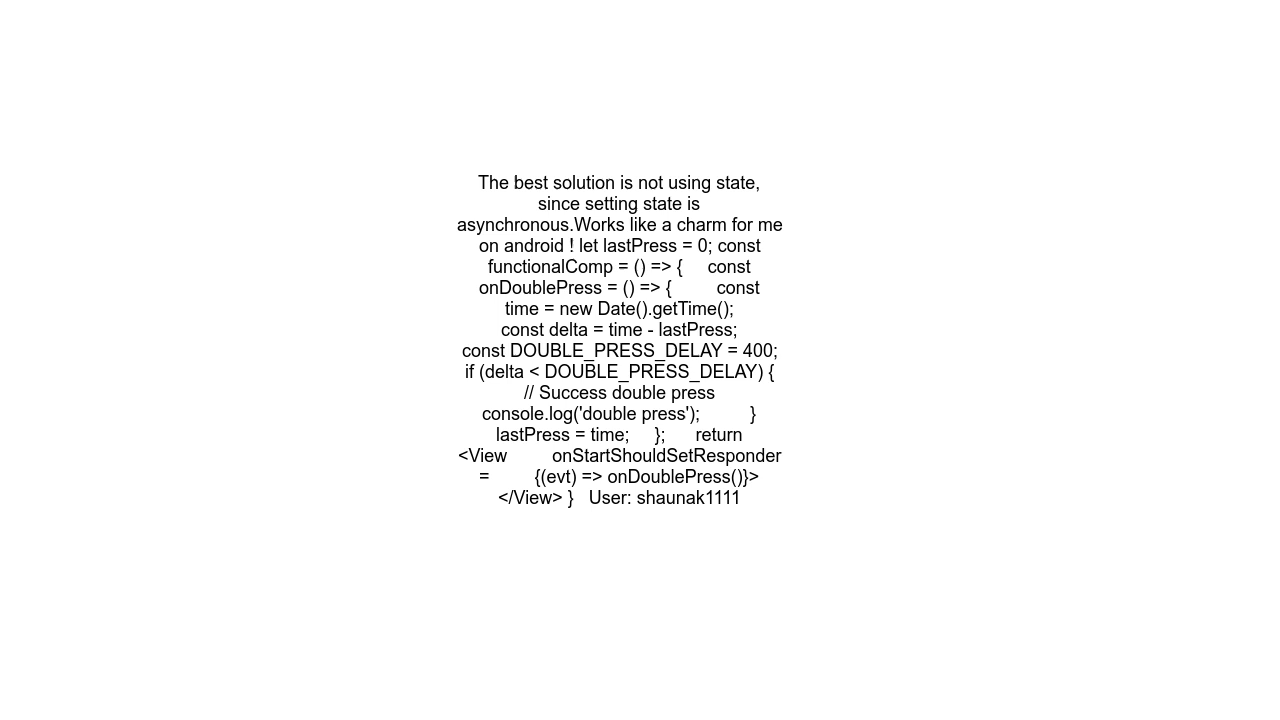 The best solution is not using state,
since setting state is
asynchronous.Works like a charm for me
on android ! let lastPress = 0; const
functionalComp = () => {     const
onDoublePress = () => {         const
time = new Date().getTime();
const delta = time - lastPress;
const DOUBLE_PRESS_DELAY = 400;
if (delta < DOUBLE_PRESS_DELAY) {
// Success double press
console.log('double press');          }
lastPress = time;     };      return
<View         onStartShouldSetResponder
=         {(evt) => onDoublePress()}>
</View> }   User: shaunak1111